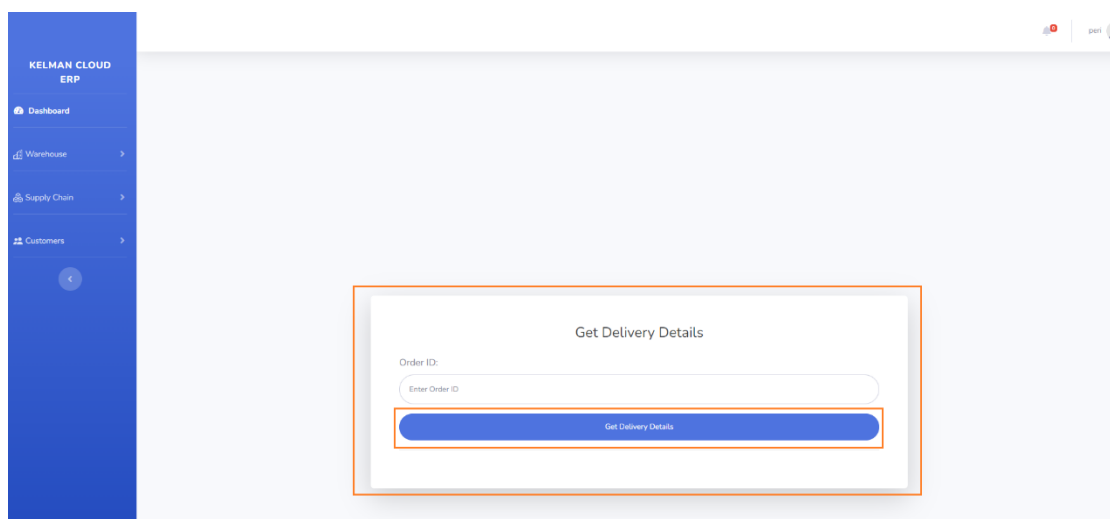 0
peri
KELMAN CLOUD
ERP
Dashboard
Warehouse
Supply Chain
Customers
Get Delivery Details
Order ID:
Enter Order ID
Get Delivery Details